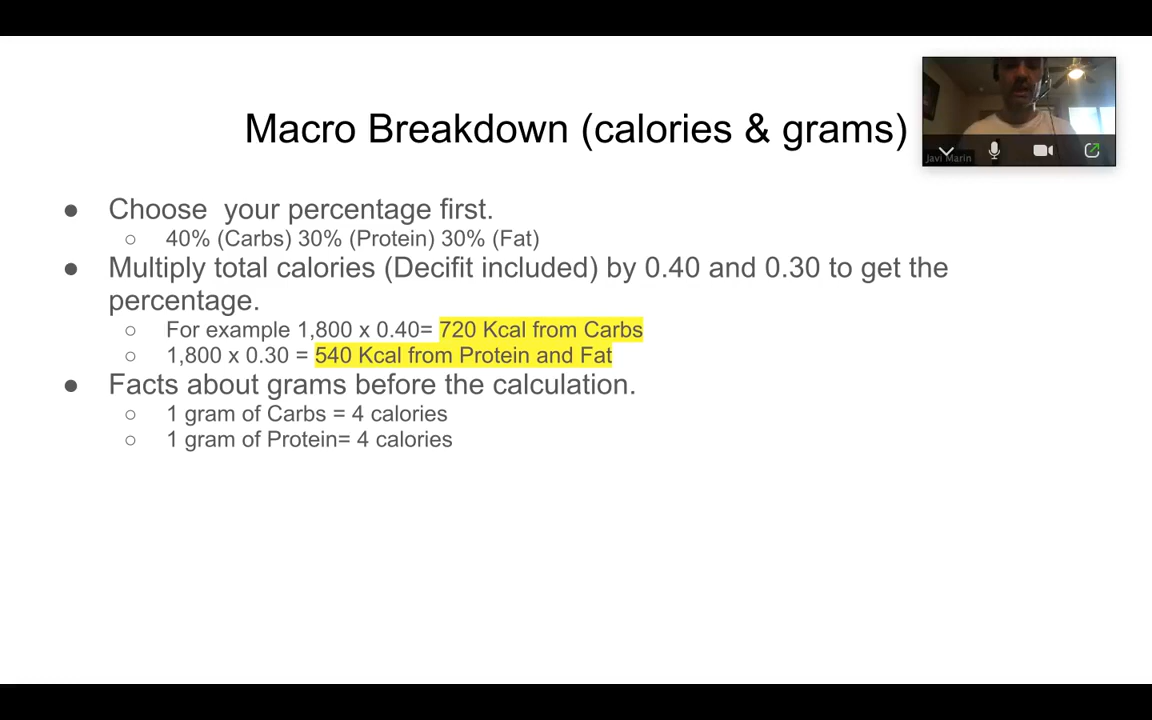 Macro Breakdown (calories & grams)
Javi Marin
● Choose  your percentage first.
○ 40% (Carbs) 30% (Protein) 30% (Fat)
● Multiply total calories (Decifit included) by 0.40 and 0.30 to get the
percentage.
○ For example 1,800 x 0.40= 720 Kcal from Carbs
○ 1,800 x 0.30 = 540 Kcal from Protein and Fat
● Facts about grams before the calculation.
○ 1 gram of Carbs = 4 calories
○ 1 gram of Protein= 4 calories